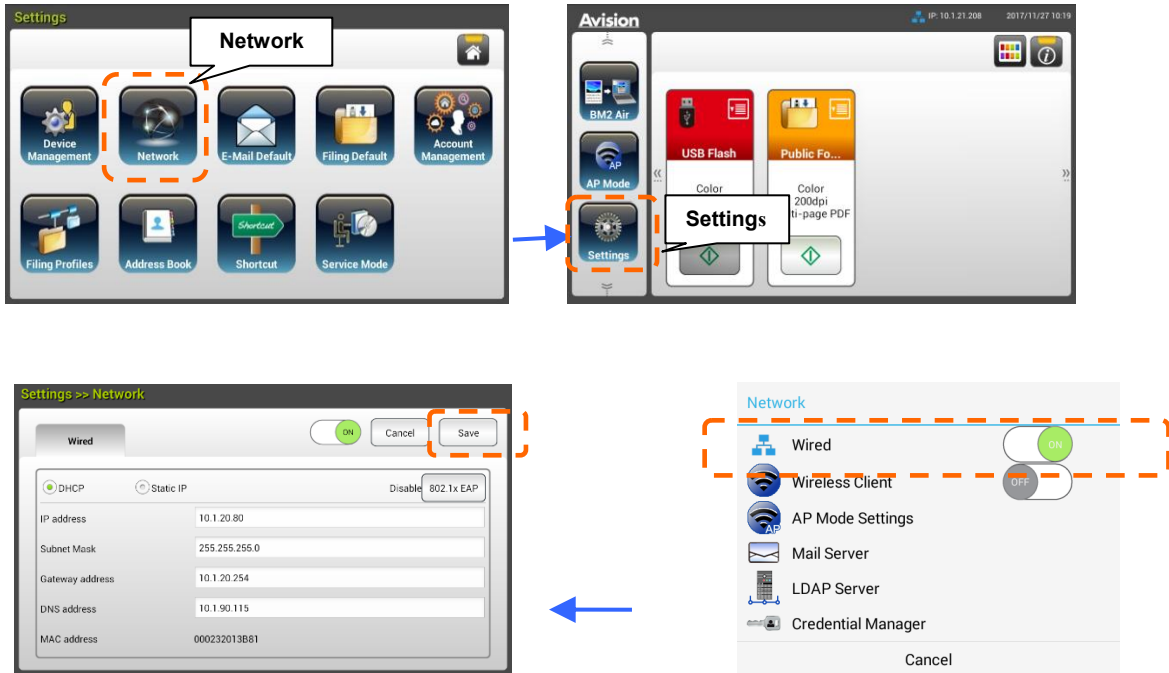 Settings
Network
Device
Management
Network
E-Mail Default
Filing Default
Account
Management
Filing Profiles
Address Book
Shortcut
Shortcut
Service Mode
Avision
IP: 10.1.21.208
2017/11/27 10:19
BM2 Air
AP
AP Mode
Settings
USB Flash
Color
Public Fo...
Color
200dpi
ti-page PDF
Settings
Settings >> Network
Wired
ON
Cancel
Save
DHCP
Static IP
Disable
802.1x EAP
IP address
10.1.20.80
Subnet Mask
255.255.255.0
Gateway address
10.1.20.254
DNS address
10.1.90.115
MAC address
000232013B81
Network
Wired
ON
Wireless Client
OFF
AP
AP Mode Settings
Mail Server
LDAP Server
Credential Manager
Cancel